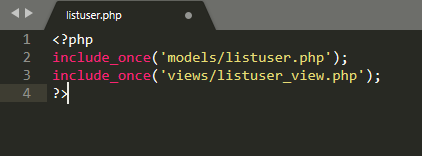 listuser.php
1 <?php
2 include_once('models/listuser.php');
3 include_once('views/listuser_view.php');
4 ?>